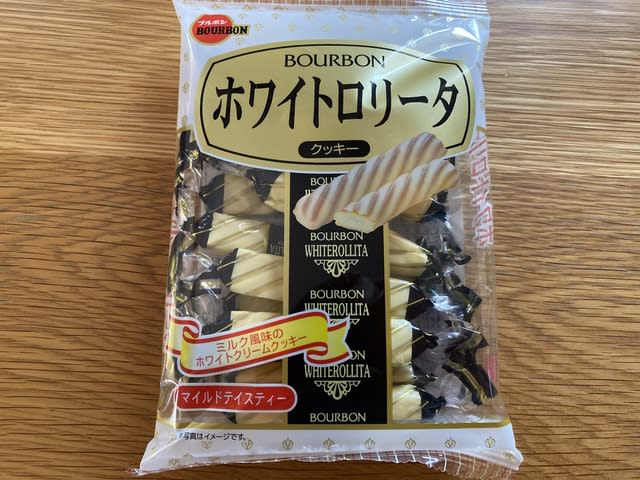 ブルボン
BOURBON
BOURBON
ホワイトロリータ
クッキー
BOURBON
WHITEROLLITA
BOURBON
WHITEROLLITA
WHITEROLLITA
BOURBON
ミルク風味の
ホワイトクリームクッキー
マイルドテイスティー
写真はイメージです。